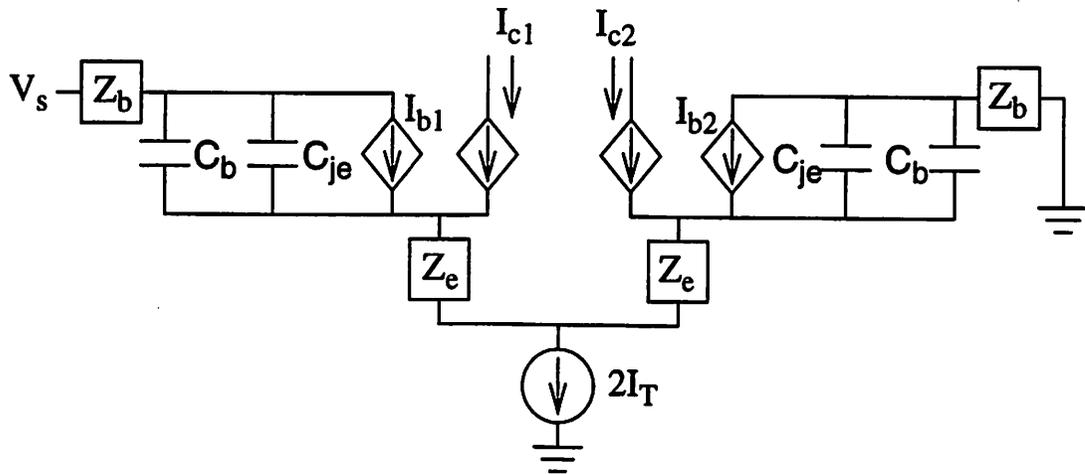 I_c1 I_c2
V_s Z_b I_b1 I_b2 Z_b
C_b C_je C_je C_b
Z_e Z_e
2I_T